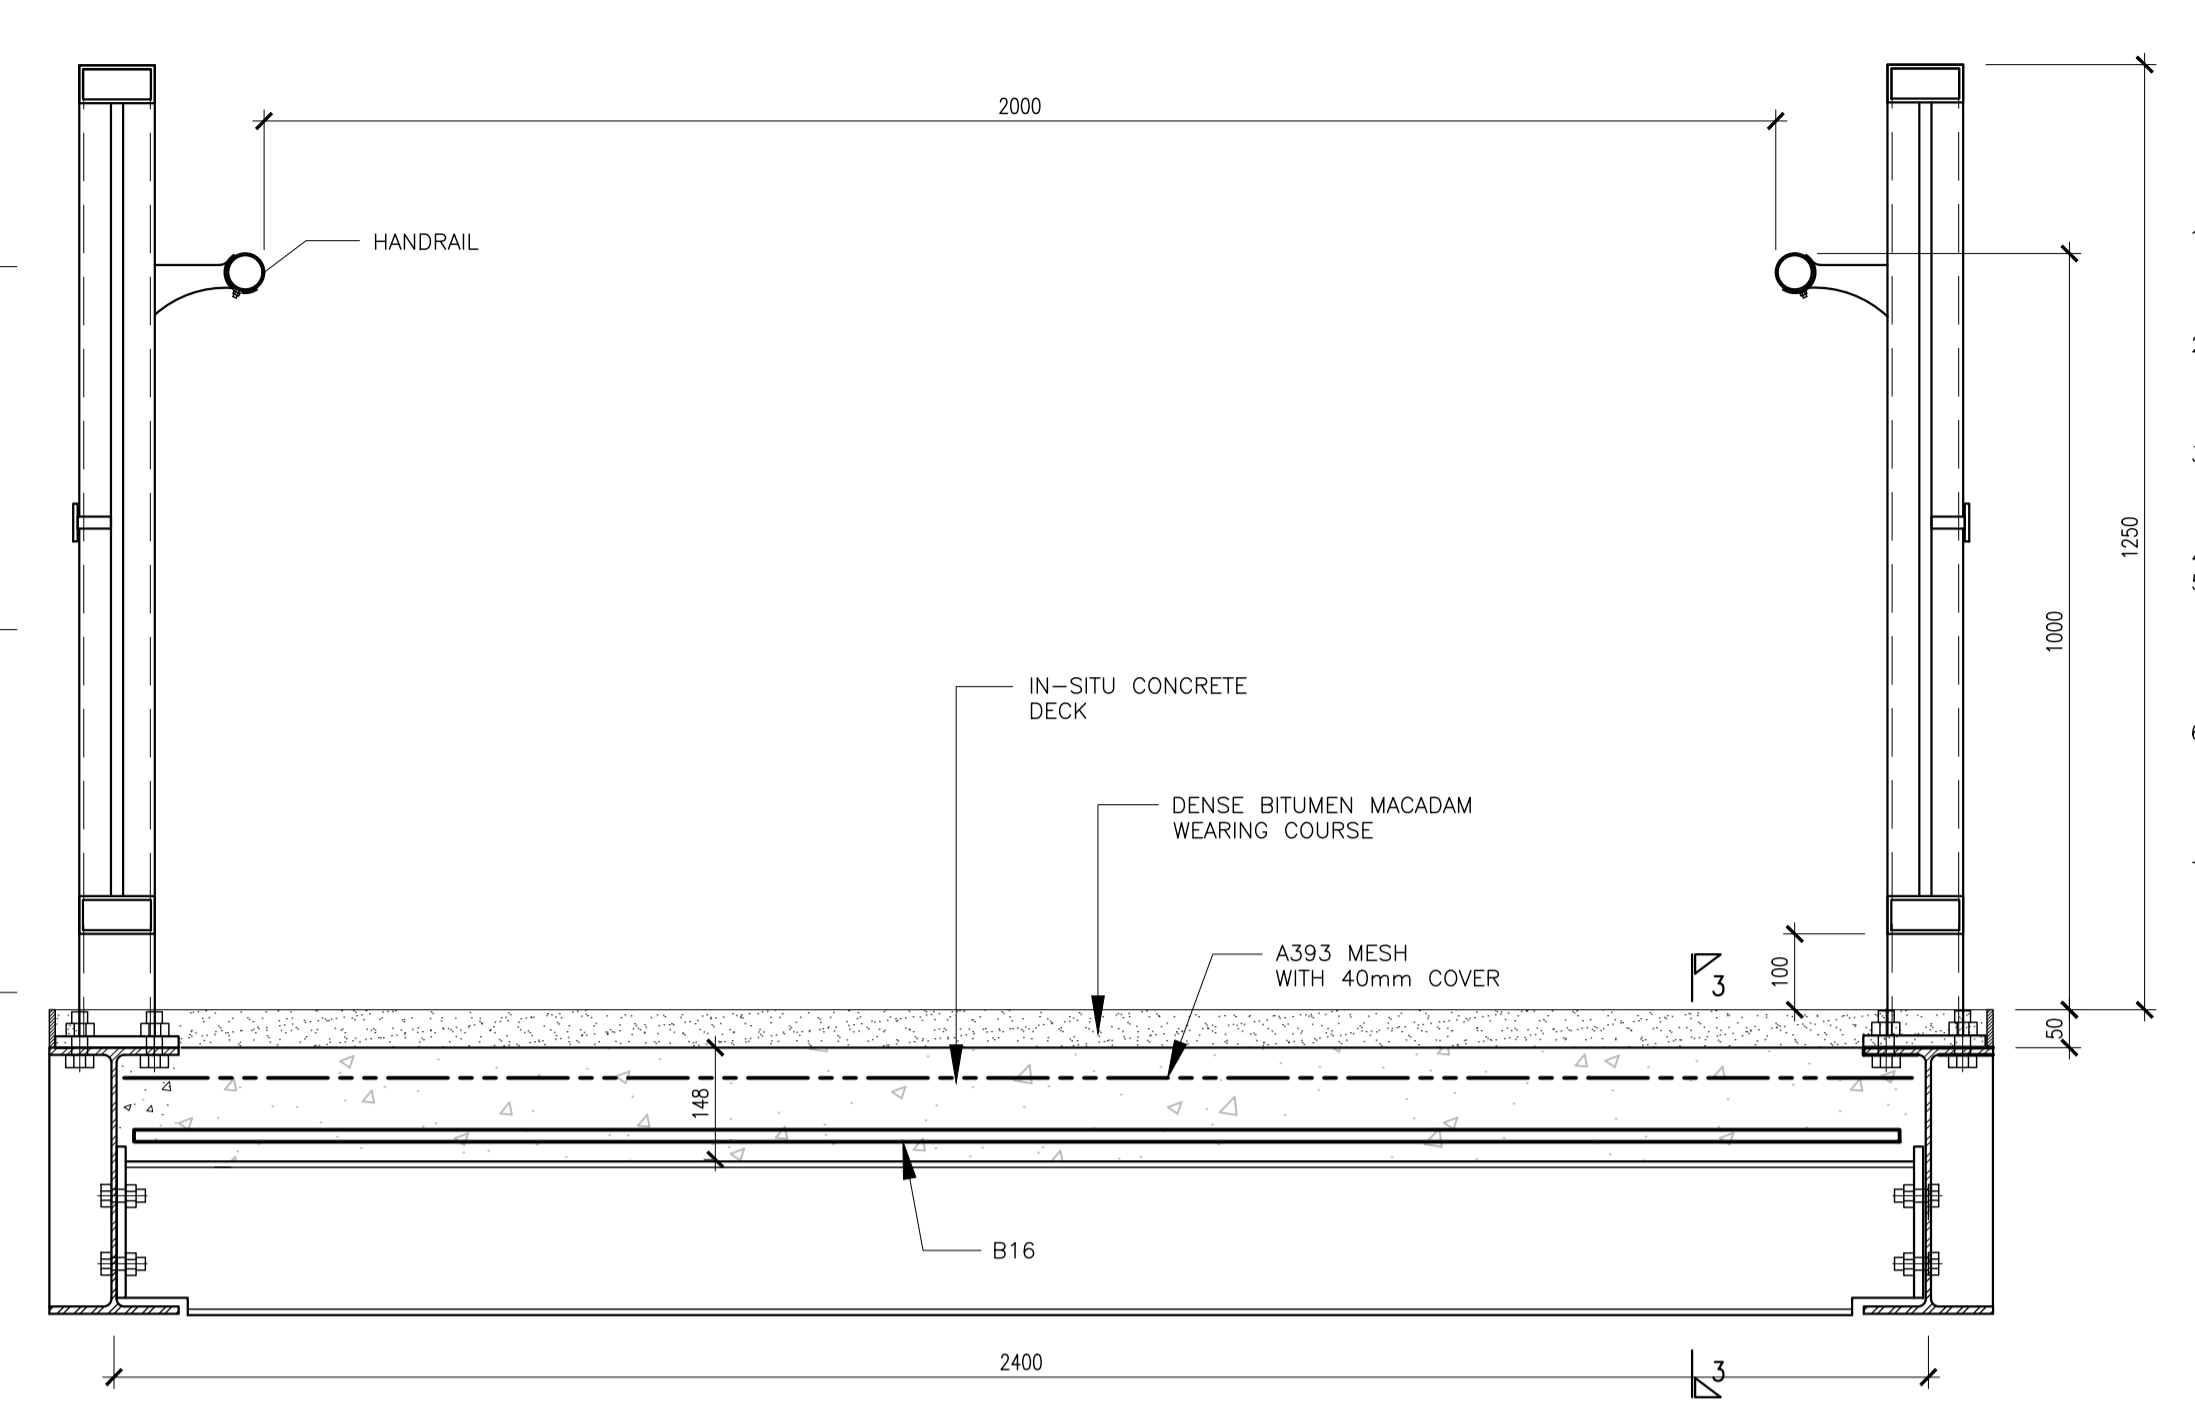 2000
HANDRAIL
1250
1000
IN-SITU CONCRETE
DECK
DENSE BITUMEN MACADAM
WEARING COURSE
A393 MESH
WITH 40mm COVER
3
100
50
148
B16
2400
3